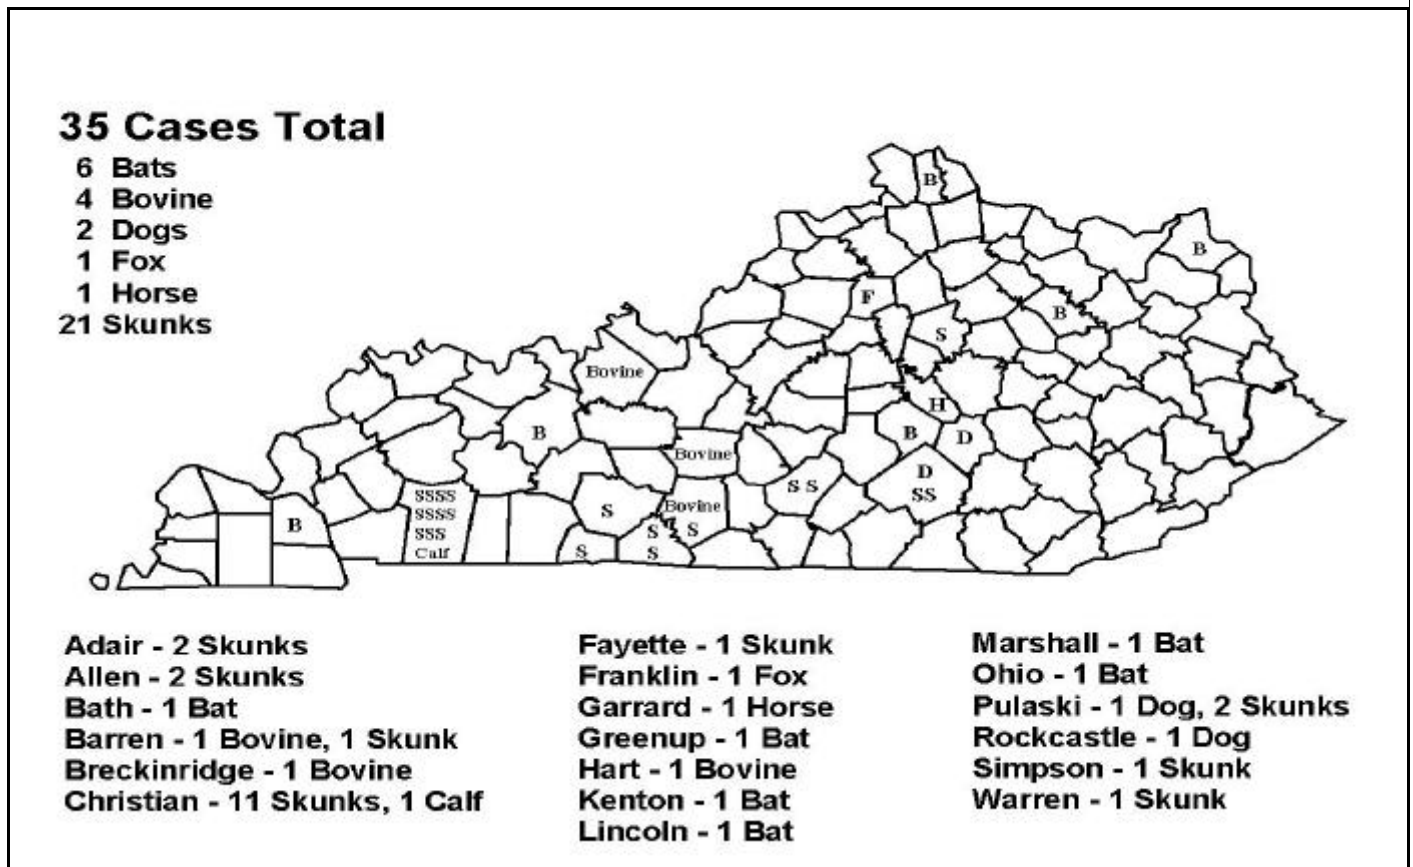 35 Cases Total
6 Bats
4 Bovine
2 Dogs
1 Fox
1 Horse
21 Skunks
B
B
F
B
S
Bovine
H
B
B
D
Bovine
D
SS
S S
SSSS
SSSS
SSS
Calf
B
S
Bovine
S
S
S
S
Adair - 2 Skunks
Allen - 2 Skunks
Bath - 1 Bat
Barren - 1 Bovine, 1 Skunk
Breckinridge - 1 Bovine
Christian - 11 Skunks, 1 Calf
Fayette - 1 Skunk
Franklin - 1 Fox
Garrard - 1 Horse
Greenup - 1 Bat
Hart - 1 Bovine
Kenton - 1 Bat
Lincoln - 1 Bat
Marshall - 1 Bat
Ohio - 1 Bat
Pulaski - 1 Dog, 2 Skunks
Rockcastle - 1 Dog
Simpson - 1 Skunk
Warren - 1 Skunk